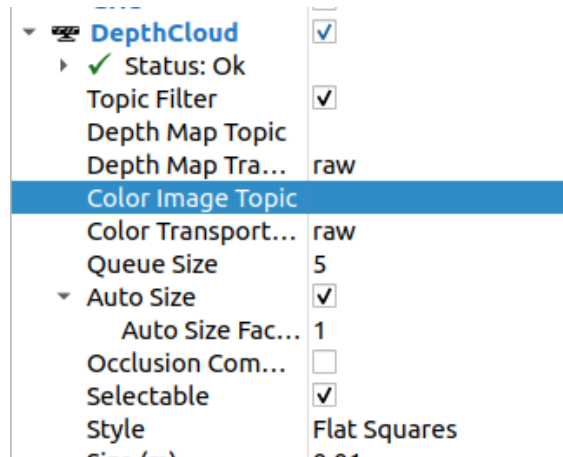 DepthCloud
Status: Ok
Topic Filter
Depth Map Topic
Depth Map Tra... raw
Color Image Topic
Color Transport... raw
Queue Size 5
Auto Size
Auto Size Fac... 1
Occlusion Com...
Selectable
Style Flat Squares